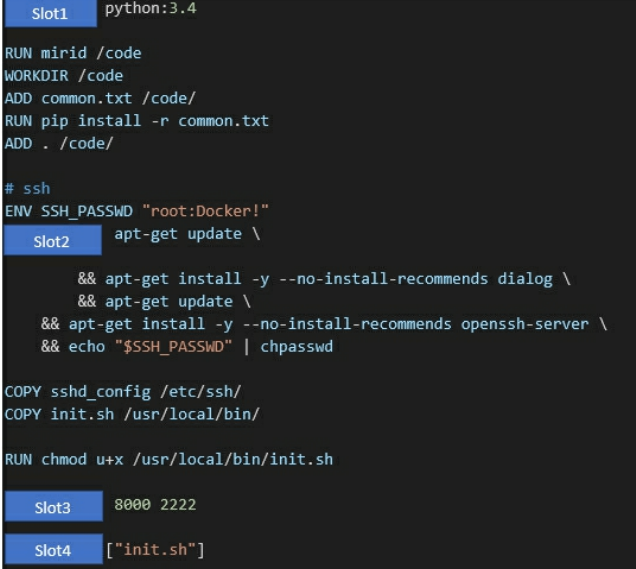 Slot1 python:3.4
RUN mirid /code
WORKDIR /code
ADD common.txt /code/
RUN pip install -r common.txt
ADD . /code/
# ssh
ENV SSH_PASSWD "root:Docker!"
Slot2 apt-get update \
&& apt-get install -y --no-install-recommends dialog \
&& apt-get update \
&& apt-get install -y --no-install-recommends openssh-server \
&& echo "$SSH_PASSWD" | chpasswd
COPY sshd_config /etc/ssh/
COPY init.sh /usr/local/bin/
RUN chmod u+x /usr/local/bin/init.sh
Slot3 8000 2222
Slot4 ["init.sh"]